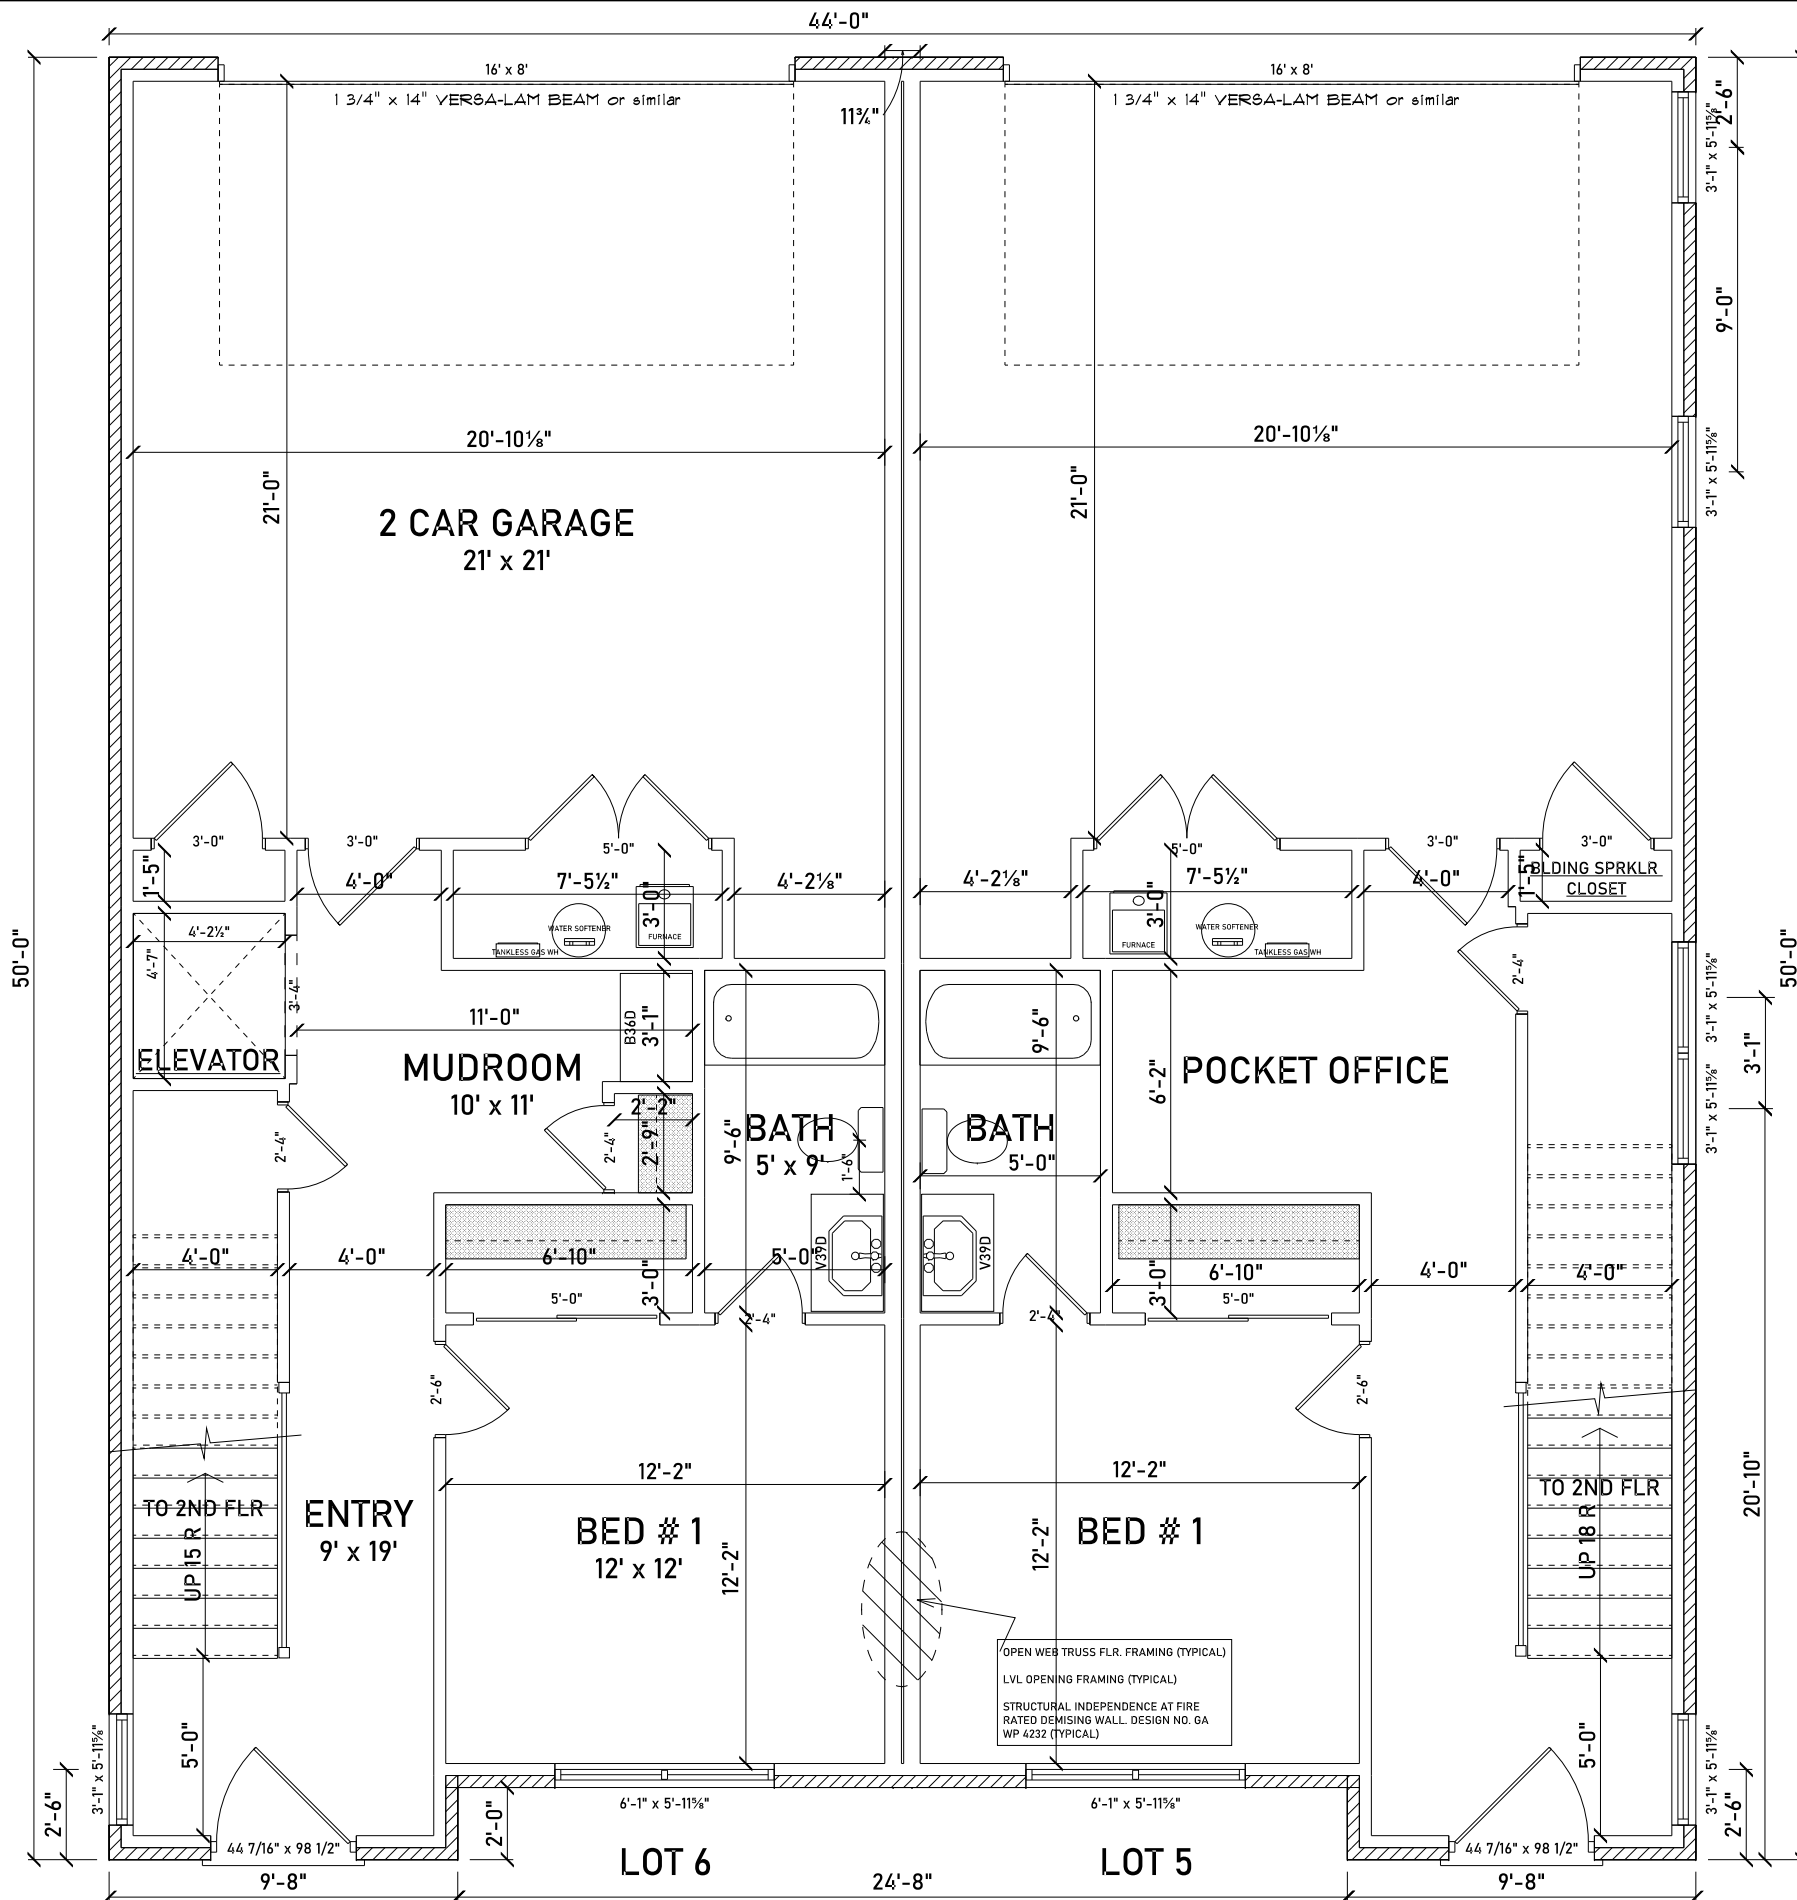 44'-0"
16' x 8'
16' x 8'
1 3/4" x 14" VERSA-LAM BEAM or similar
1 3/4" x 14" VERSA-LAM BEAM or similar
11¾"
2'-6"
3'-1" x 5'-11⅝"
9'-0"
20'-10⅛"
20'-10⅛"
21'-0"
21'-0"
3'-1" x 5'-11⅝"
2 CAR GARAGE
21' x 21'
3'-0"
3'-0"
5'-0"
5'-0"
3'-0"
3'-0"
1'-5"
4'-0"
7'-5½"
3'-0"
4'-2⅛"
4'-2⅛"
7'-5½"
3'-0"
4'-0"
1'-5"
BLDING SPRKLR
CLOSET
4'-2½"
4'-7"
WATER SOFTENER
FURNACE
TANKLESS GAS WH
WATER SOFTENER
FURNACE
TANKLESS GAS WH
50'-0"
50'-0"
3'-4"
2'-4"
3'-1" x 5'-11⅝"
11'-0"
B36D
3'-1"
9'-6"
ELEVATOR
MUDROOM
10' x 11'
POCKET OFFICE
6'-2"
3'-1"
3'-1" x 5'-11⅝"
2'-4"
2'-2"
2'-4"
2'-9"
9'-6"
BATH
5' x 9'
1'-6"
BATH
5'-0"
4'-0"
4'-0"
6'-10"
3'-0"
5'-0"
5'-0"
V39D
V39D
2'-4"
2'-4"
3'-0"
6'-10"
5'-0"
4'-0"
4'-0"
2'-6"
2'-6"
12'-2"
12'-2"
TO 2ND FLR
UP 15 R
ENTRY
9' x 19'
BED # 1
12' x 12'
12'-2"
12'-2"
BED # 1
TO 2ND FLR
UP 18 R
20'-10"
OPEN WEB TRUSS FLR. FRAMING (TYPICAL)
LVL OPENING FRAMING (TYPICAL)
STRUCTURAL INDEPENDENCE AT FIRE
RATED DEMISING WALL. DESIGN NO. GA
WP 4232 (TYPICAL)
2'-6"
3'-1" x 5'-11⅝"
5'-0"
5'-0"
3'-1" x 5'-11⅝"
2'-6"
2'-0"
6'-1" x 5'-11⅝"
6'-1" x 5'-11⅝"
44 7/16" x 98 1/2"
44 7/16" x 98 1/2"
LOT 6
LOT 5
9'-8"
24'-8"
9'-8"